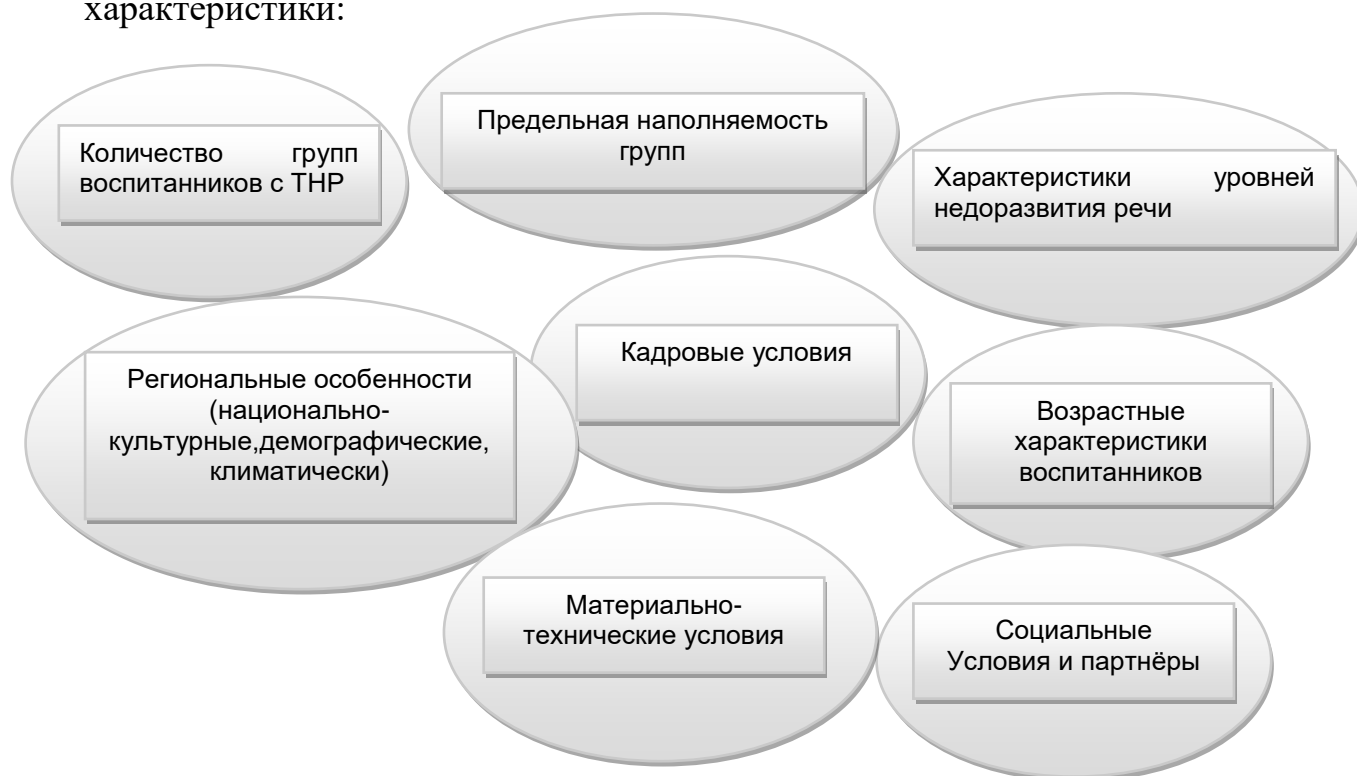 характеристики:
Количество групп
воспитанников с ТНР
Предельная наполняемость
групп
Характеристики уровней
недоразвития речи
Региональные особенности
(национально-
культурные,демографические,
климатически)
Кадровые условия
Возрастные
характеристики
воспитанников
Материально-
технические условия
Социальные
Условия и партнёры